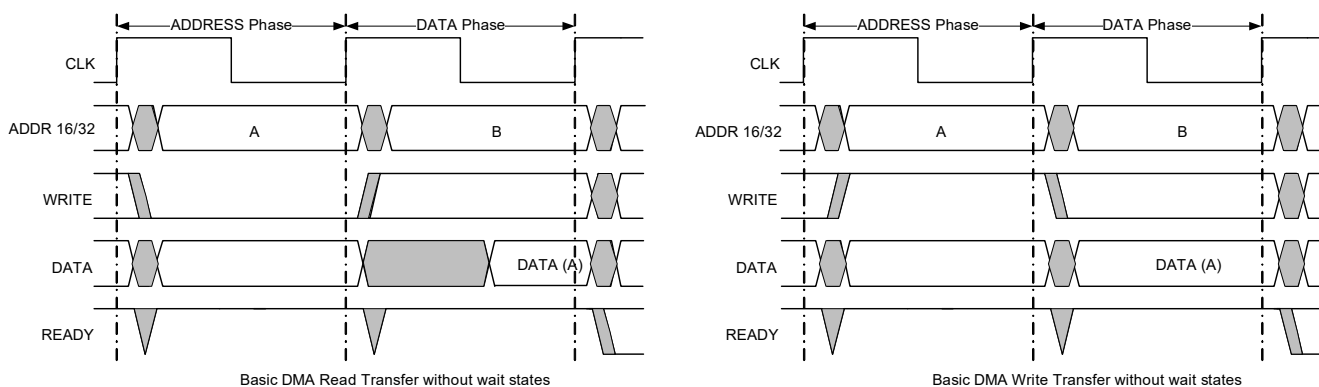 ADDRESS Phase DATA Phase
CLK
ADDR 16/32 A B
WRITE
DATA DATA (A)
READY
Basic DMA Read Transfer without wait states
ADDRESS Phase DATA Phase
CLK
ADDR 16/32 A B
WRITE
DATA DATA (A)
READY
Basic DMA Write Transfer without wait states